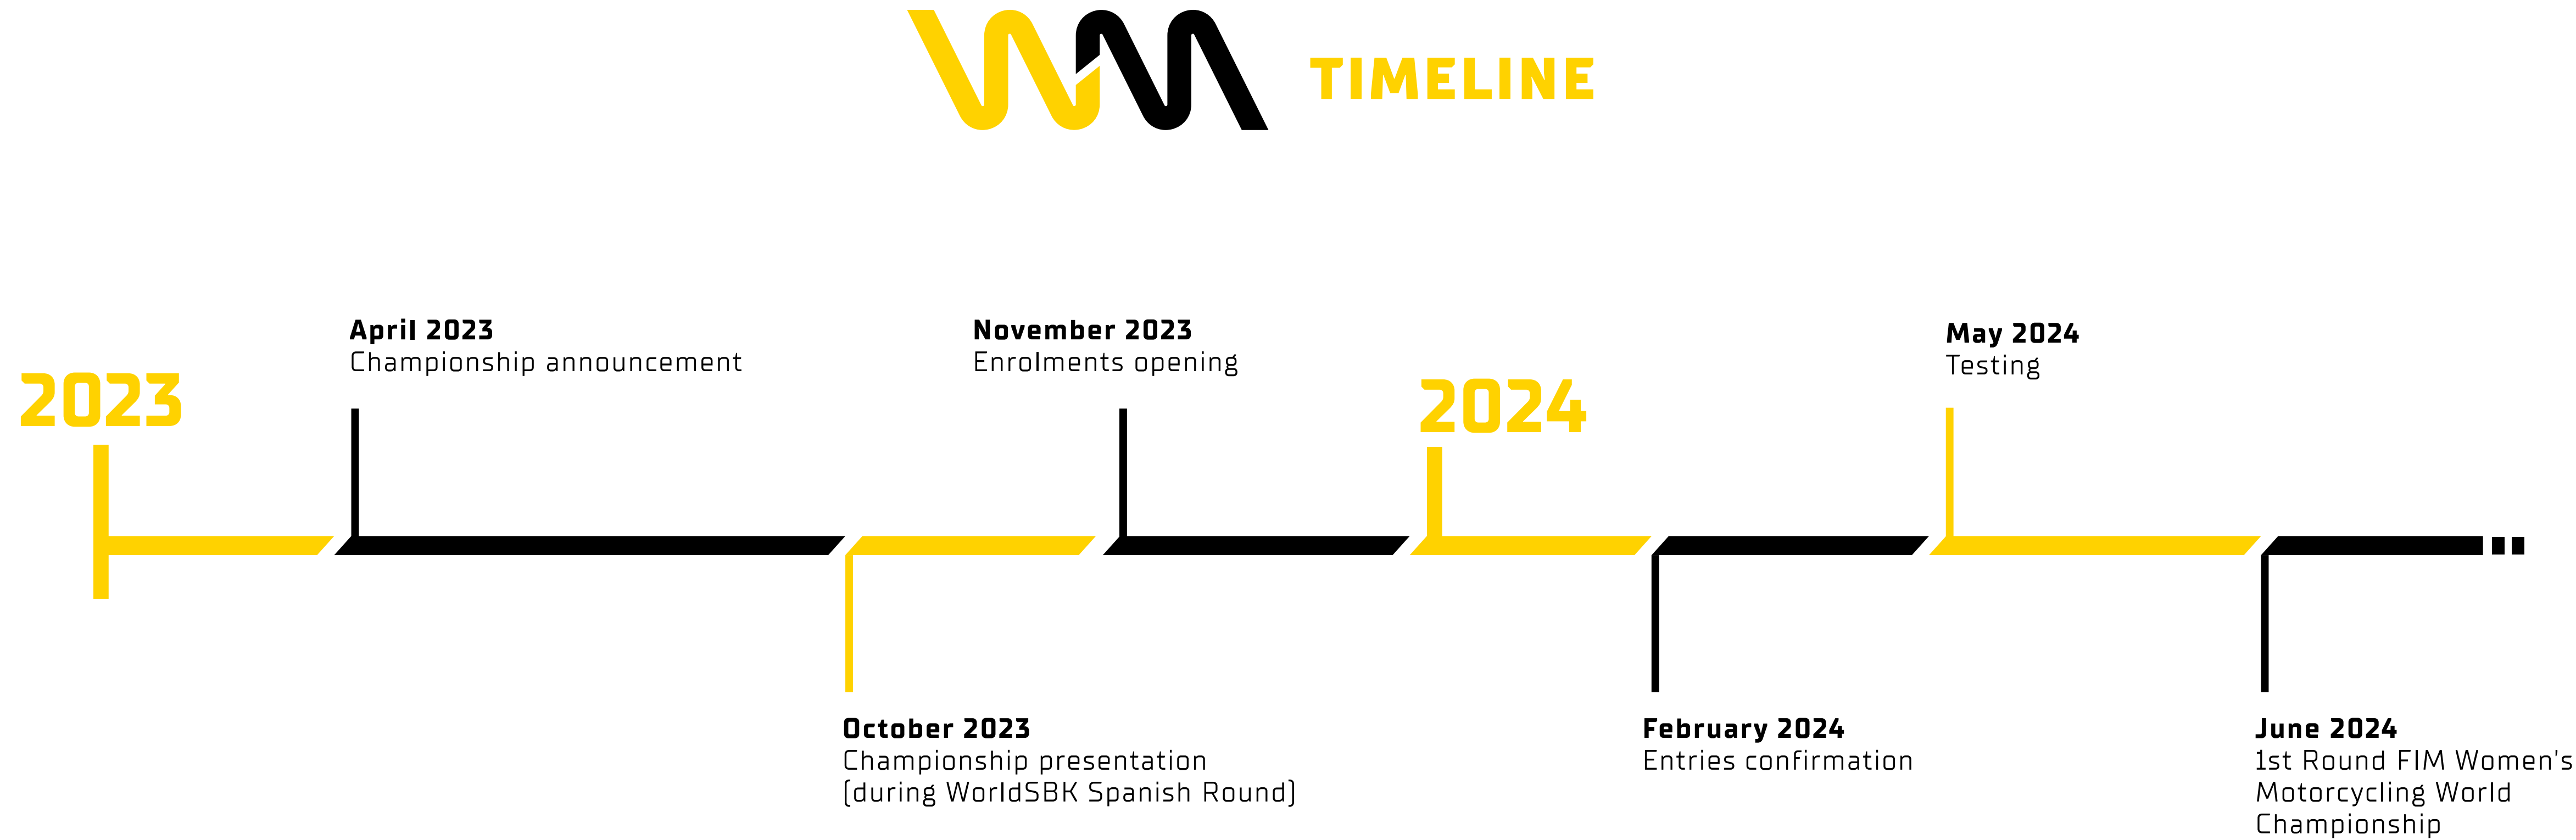 WM TIMELINE
2023
April 2023
Championship announcement
October 2023
Championship presentation
(during WorldSBK Spanish Round)
November 2023
Enrolments opening
2024
February 2024
Entries confirmation
May 2024
Testing
June 2024
1st Round FIM Women's
Motorcycling World
Championship